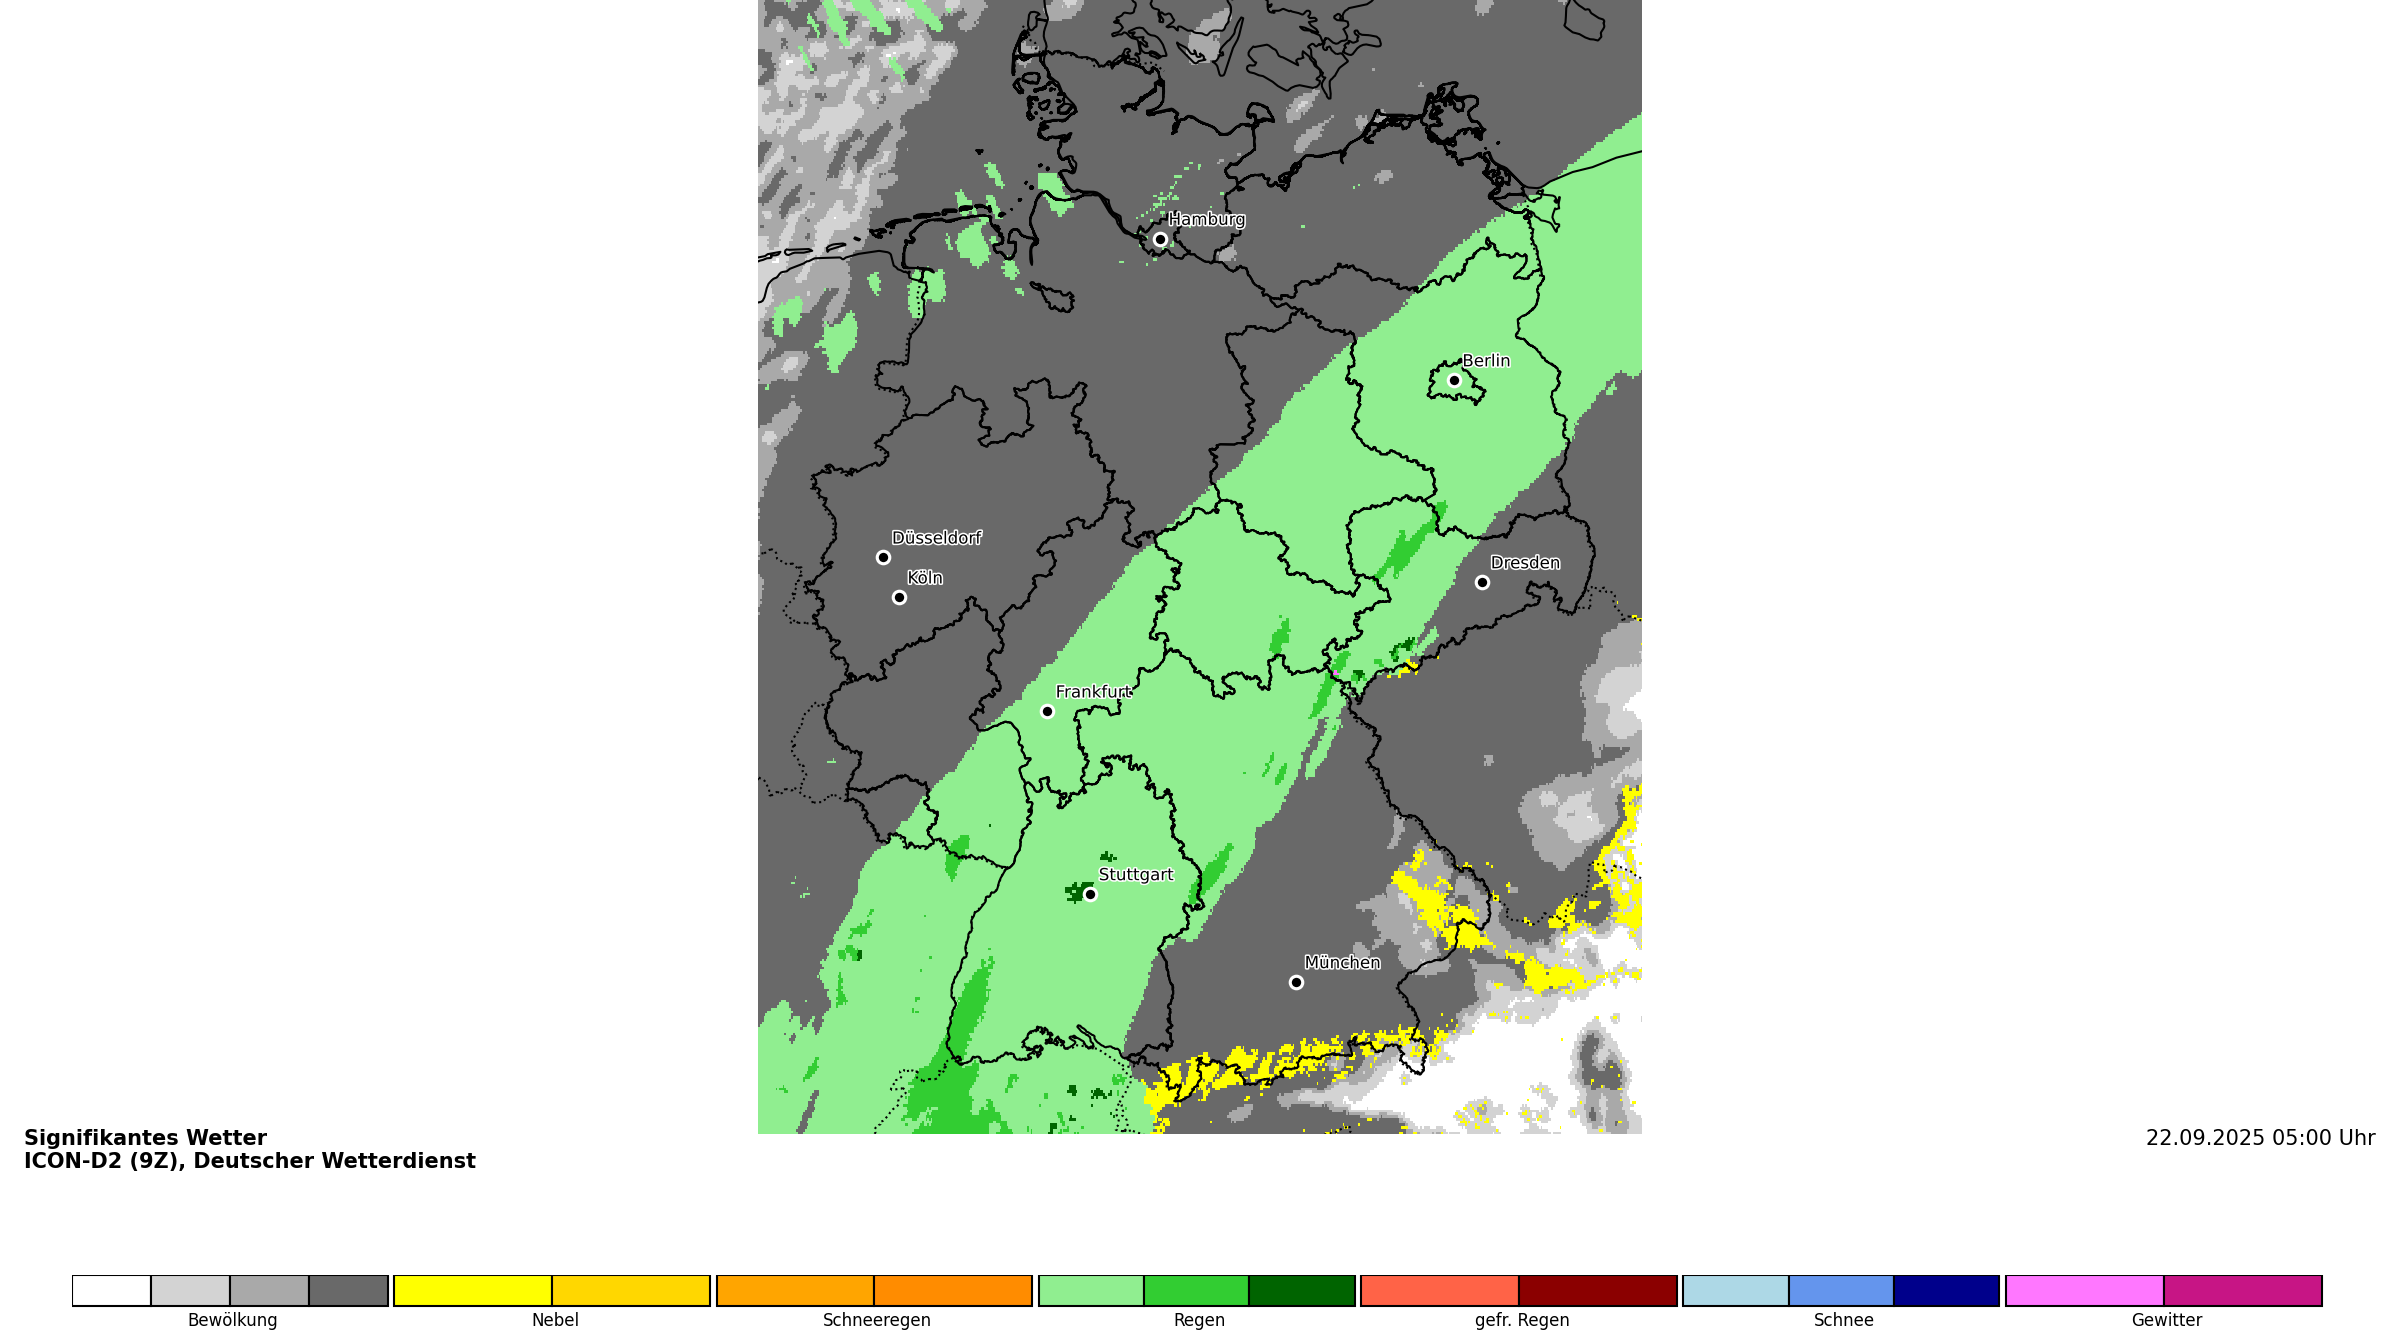 Hamburg
Berlin
Düsseldorf
Dresden
Köln
Frankfurt
Stuttgart
München
Signifikantes Wetter
22.09.2025 05:00 Uhr
ICON-D2 (9Z), Deutscher Wetterdienst
Bewölkung
Nebel
Schneeregen
Regen
gefr. Regen
Schnee
Gewitter